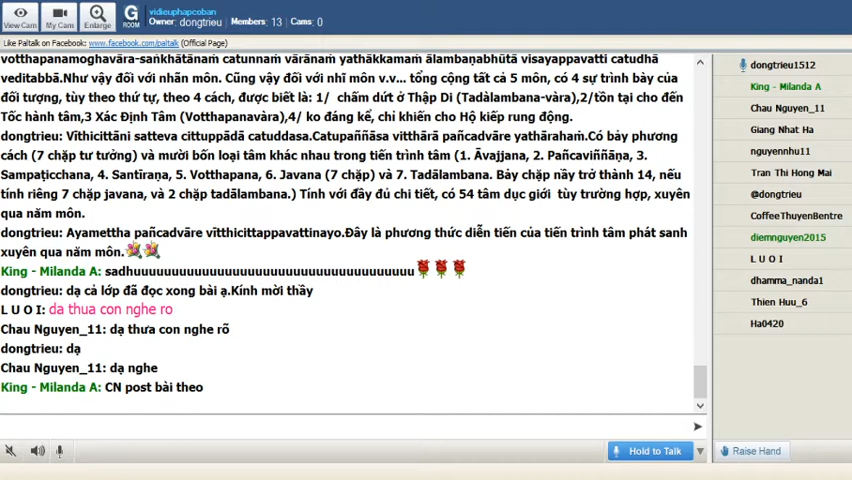 vidieuphapcoban
Owner: dongtrieu Members: 13 Cams: 0
View Cam My Cam Enlarge G ROOM
Like Paltalk on Facebook: www.facebook.com/paltalk (Official Page)
votthapanamoghavāra-saṅkhātānaṁ catunnaṁ vārānaṁ yathākkamaṁ ālambaṇabhūtā visayappavatti catudhā
veditabbā.Như vậy đối với nhãn môn. Cũng vậy đối với nhĩ môn v.v... tổng cộng tất cả 5 môn, có 4 sự trình bày của
đối tượng, tùy theo thứ tự, theo 4 cách, được biết là: 1/ chấm dứt ở Thập Di (Tadàlambana-vàra),2/tồn tại cho đến
Tốc hành tâm,3 Xác Định Tâm (Votthapanavàra),4/ ko đáng kể, chỉ khiến cho Hộ kiếp rung động.
dongtrieu: Vīthicittāni satteva cittuppādā catuddasa.Catupaññāsa vitthārā pañcadvāre yathārahaṁ.Có bảy phương
cách (7 chặp tư tưởng) và mười bốn loại tâm khác nhau trong tiến trình tâm (1. Āvajjana, 2. Pañcaviññāṇa, 3.
Sampaṭicchana, 4. Santīraṇa, 5. Votthapana, 6. Javana (7 chặp) và 7. Tadālambana. Bảy chặp nầy trở thành 14, nếu
tính riêng 7 chặp javana, và 2 chặp tadālambana.) Tính với đầy đủ chi tiết, có 54 tâm dục giới tùy trường hợp, xuyên
qua năm môn.
dongtrieu: Ayamettha pañcadvāre vītthicittappavattinayo.Đây là phương thức diễn tiến của tiến trình tâm phát sanh
xuyên qua năm môn.
King - Milanda A: sadhuuuuuuuuuuuuuuuuuuuuuuuuuuuuuuuuuuuuu
dongtrieu: dạ cả lớp đã đọc xong bài ạ.Kính mời thầy
L U O I: da thua con nghe ro
Chau Nguyen_11: dạ thưa con nghe rõ
dongtrieu: dạ
Chau Nguyen_11: dạ nghe
King - Milanda A: CN post bài theo
dongtrieu1512
King - Milanda A
Chau Nguyen_11
Giang Nhat Ha
nguyennhu11
Tran Thi Hong Mai
@dongtrieu
CoffeeThuyenBentre
diemnguyen2015
L U O I
dhamma_nanda1
Thien Huu_6
Ha0420
Hold to Talk
Raise Hand